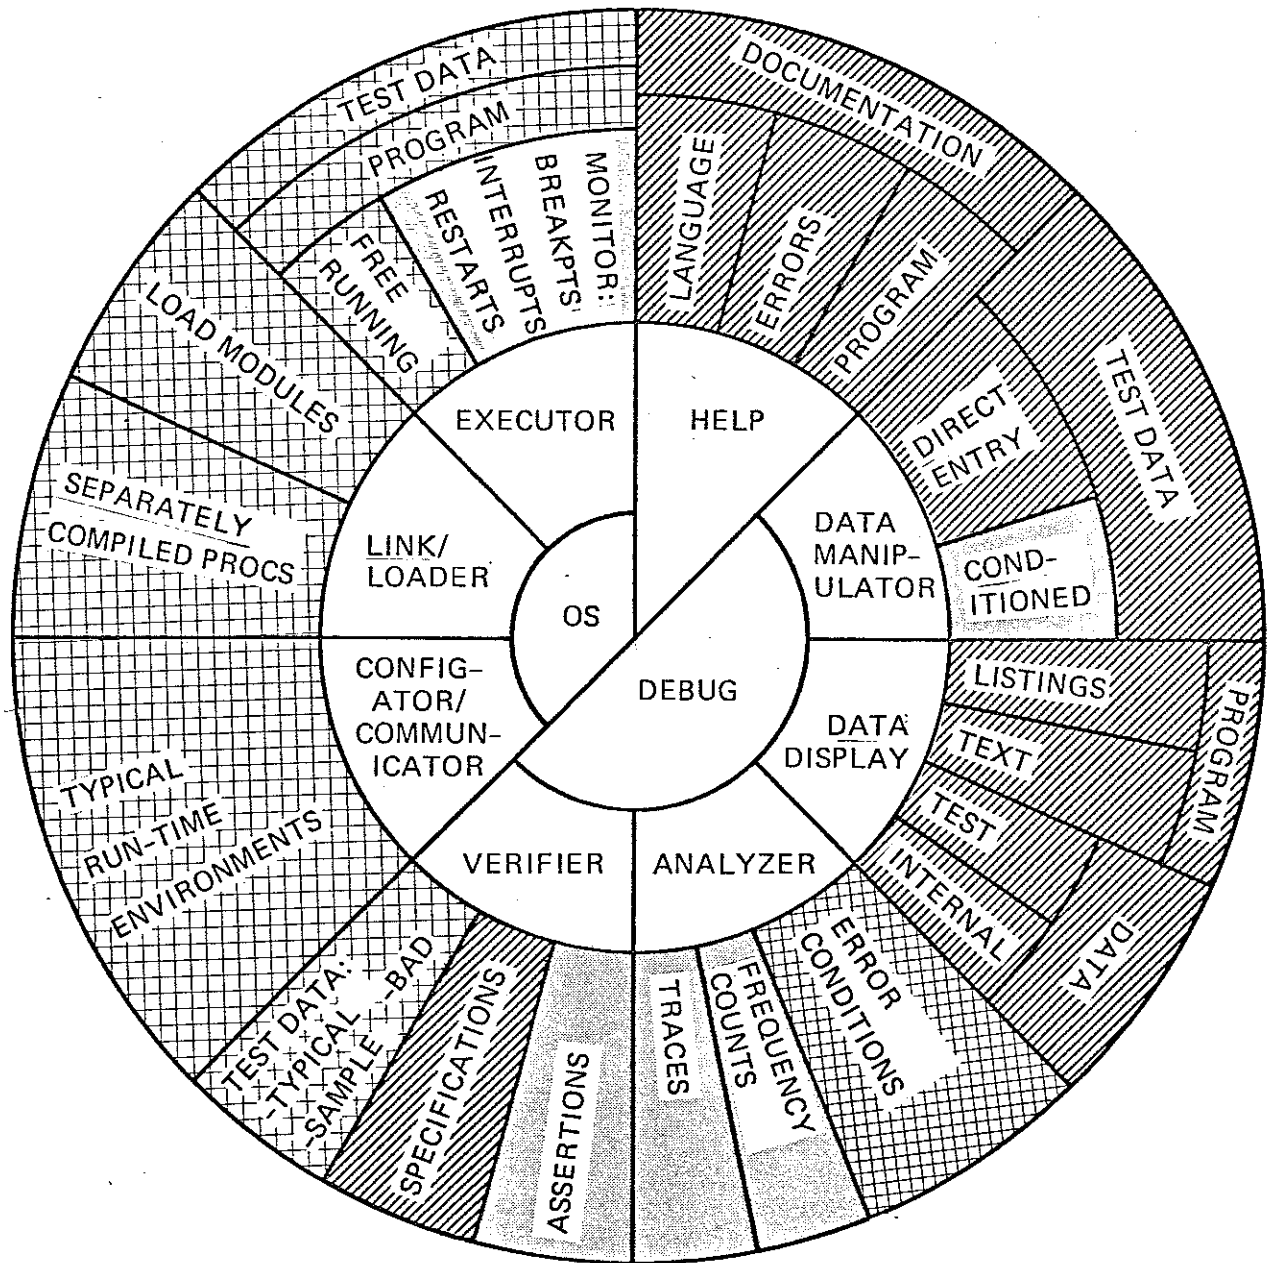 TEST DATA
PROGRAM
FREE
RUNNING
RESTARTS
INTERRUPTS
BREAKPTS
MONITOR:
DOCUMENTATION
LANGUAGE
ERRORS
PROGRAM
DIRECT
ENTRY
COND-
ITIONED
TEST DATA
LOAD MODULES
SEPARATELY
COMPILED PROCS
EXECUTOR
HELP
LINK/
LOADER
OS
DATA
MANIP-
ULATOR
CONFIG-
ATOR/
COMMUN-
ICATOR
DEBUG
DATA
DISPLAY
VERIFIER
ANALYZER
LISTINGS
TEXT
PROGRAM
TEST
INTERNAL
DATA
TYPICAL
RUN-TIME
ENVIRONMENTS
TEST DATA:
-TYPICAL -BAD
-SAMPLE
SPECIFICATIONS
ASSERTIONS
TRACES
FREQUENCY
COUNTS
ERROR
CONDITIONS